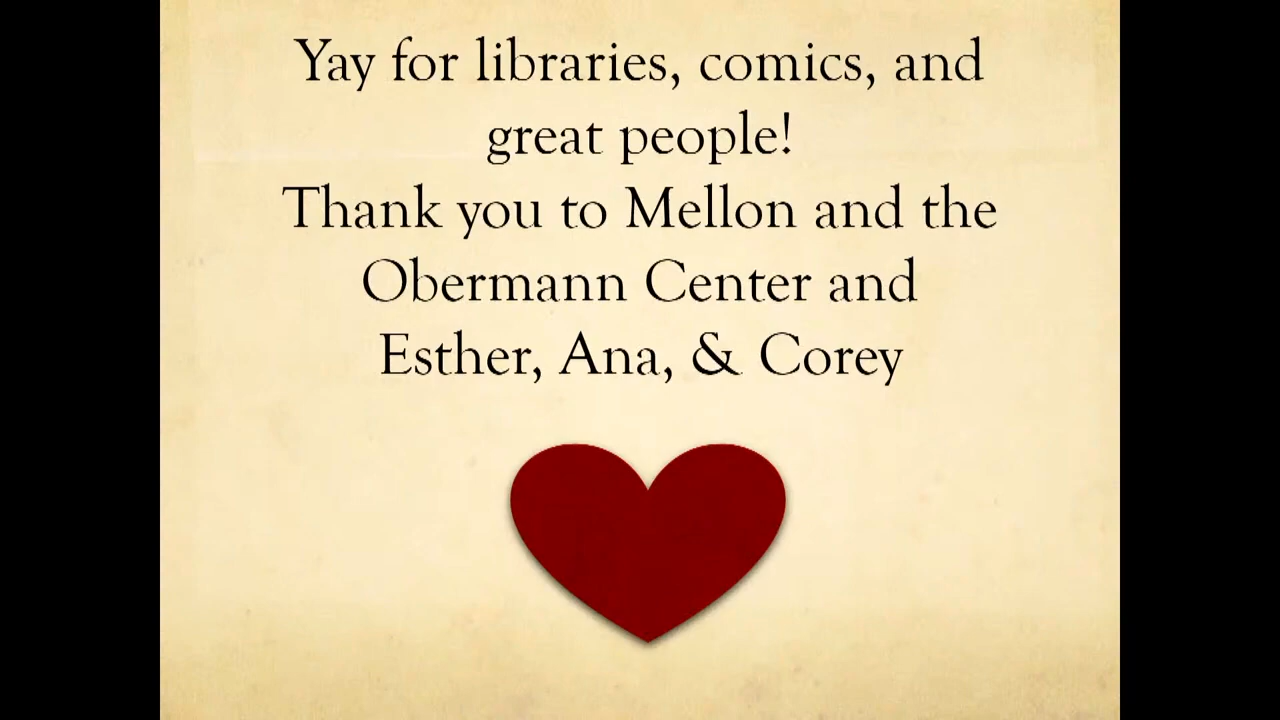 Yay for libraries, comics, and
great people!
Thank you to Mellon and the
Obermann Center and
Esther, Ana, & Corey